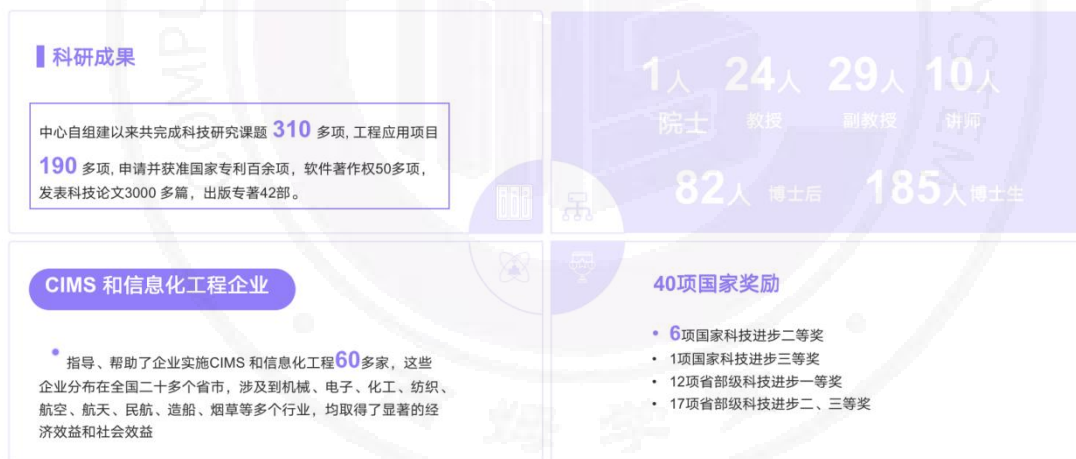 科研成果
中心自组建以来共完成科技研究课题 310 多项, 工程应用项目
190 多项, 申请并获准国家专利百余项，软件著作权50多项，
发表科技论文3000 多篇，出版专著42部。
1人 24人 29人 10人
院士 教授 副教授 讲师
82人 博士后 185人 博士生
CIMS 和信息化工程企业
• 指导、帮助了企业实施CIMS 和信息化工程60多家，这些
企业分布在全国二十多个省市，涉及到机械、电子、化工、纺织、
航空、航天、民航、造船、烟草等多个行业，均取得了显著的经
济效益和社会效益
40项国家奖励
• 6项国家科技进步二等奖
• 1项国家科技进步三等奖
• 12项省部级科技进步一等奖
• 17项省部级科技进步二、三等奖